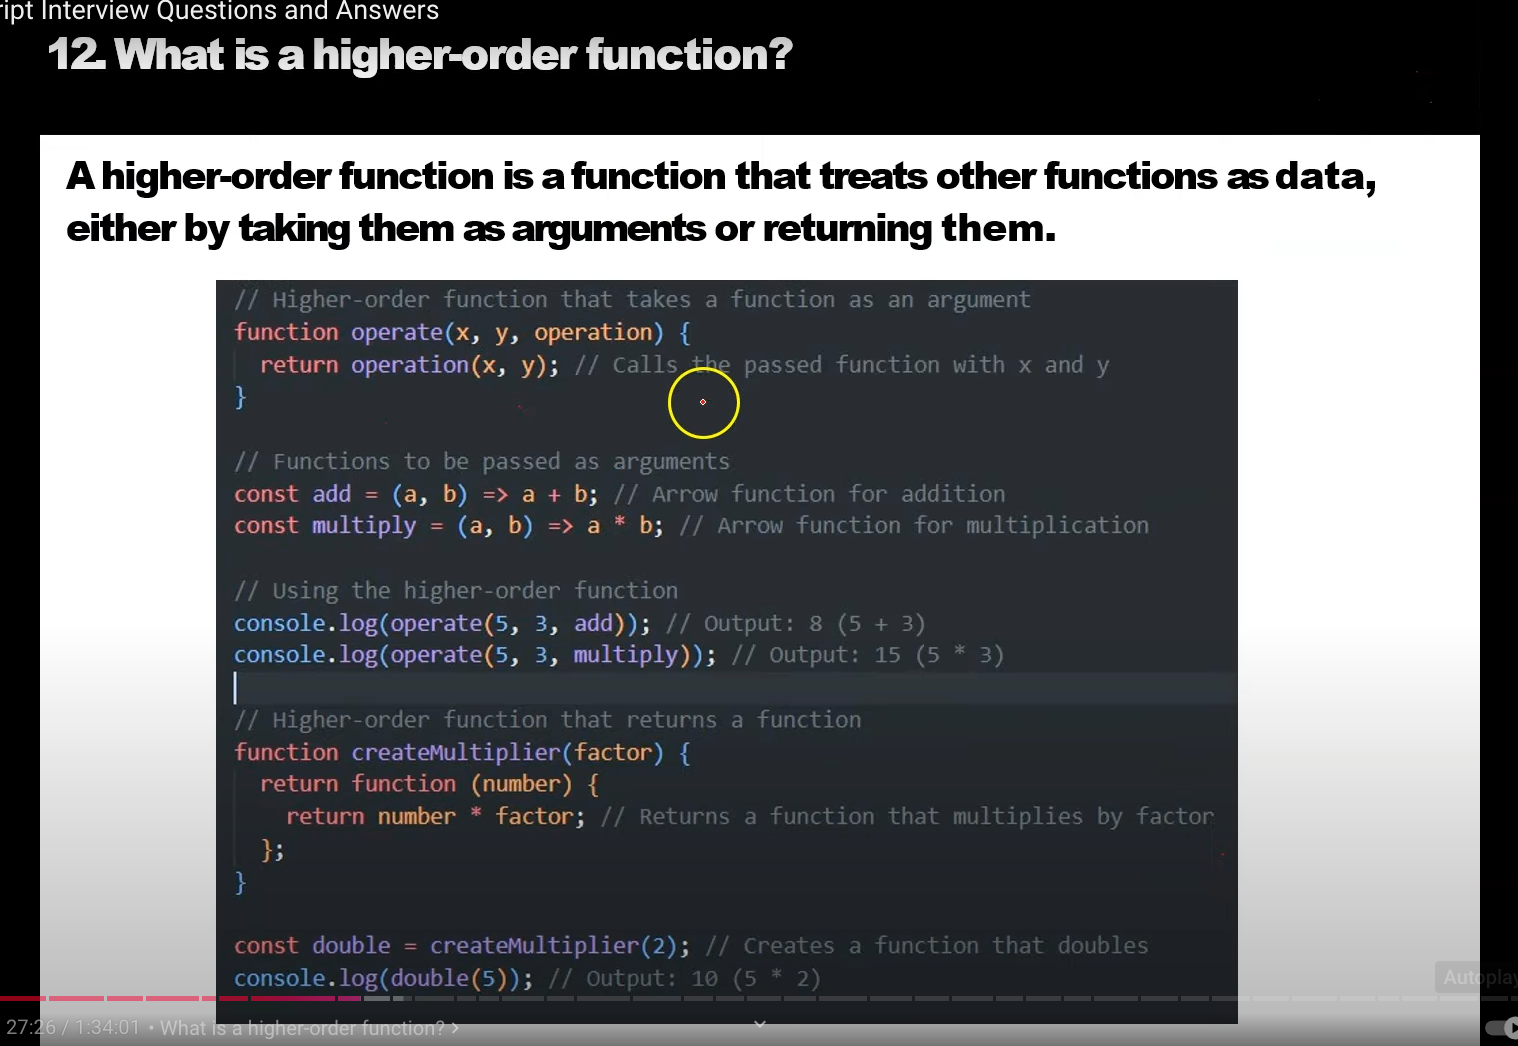 ript Interview Questions and Answers
12. What is a higher-order function?
A higher-order function is a function that treats other functions as data,
either by taking them as arguments or returning them.
// Higher-order function that takes a function as an argument
function operate(x, y, operation) {
  return operation(x, y); // Calls the passed function with x and y
}
// Functions to be passed as arguments
const add = (a, b) => a + b; // Arrow function for addition
const multiply = (a, b) => a * b; // Arrow function for multiplication
// Using the higher-order function
console.log(operate(5, 3, add)); // Output: 8 (5 + 3)
console.log(operate(5, 3, multiply)); // Output: 15 (5 * 3)
// Higher-order function that returns a function
function createMultiplier(factor) {
  return function (number) {
    return number * factor; // Returns a function that multiplies by factor
  };
}
const double = createMultiplier(2); // Creates a function that doubles
console.log(double(5)); // Output: 10 (5 * 2)
Autoplay
27:26 / 1:34:01 • What is a higher-order function? >